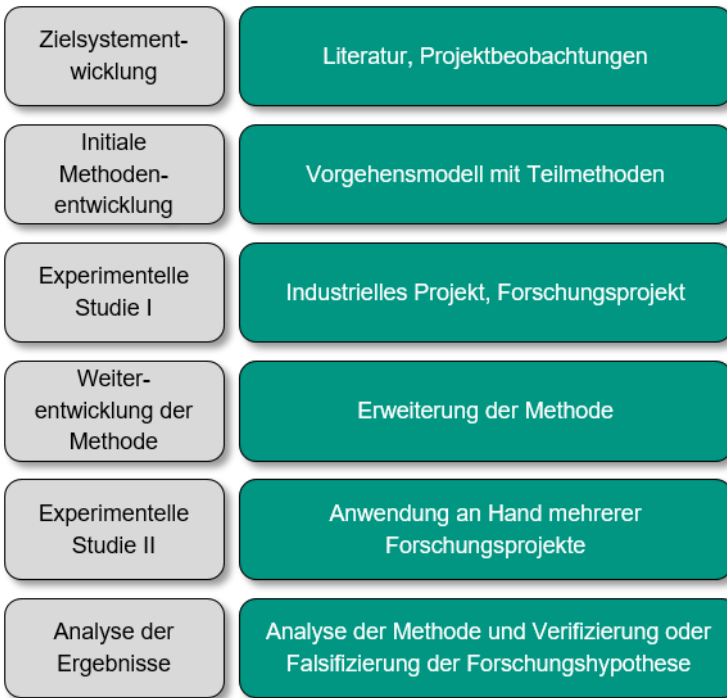 Zielsystement-
wicklung
Literatur, Projektbeobachtungen
Initiale
Methoden-
entwicklung
Vorgehensmodell mit Teilmethoden
Experimentelle
Studie I
Industrielles Projekt, Forschungsprojekt
Weiter-
entwicklung der
Methode
Erweiterung der Methode
Experimentelle
Studie II
Anwendung an Hand mehrerer
Forschungsprojekte
Analyse der
Ergebnisse
Analyse der Methode und Verifizierung oder
Falsifizierung der Forschungshypothese